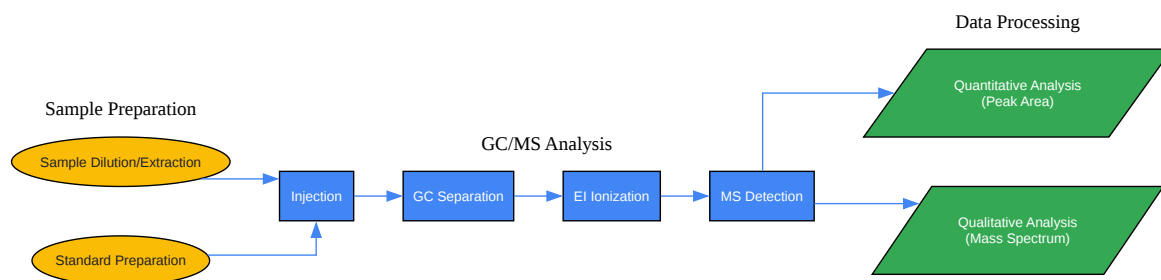 Data Processing
Quantitative Analysis
(Peak Area)
Sample Preparation
GC/MS Analysis
Sample Dilution/Extraction
Injection
GC Separation
EI Ionization
MS Detection
Qualitative Analysis
(Mass Spectrum)
Standard Preparation